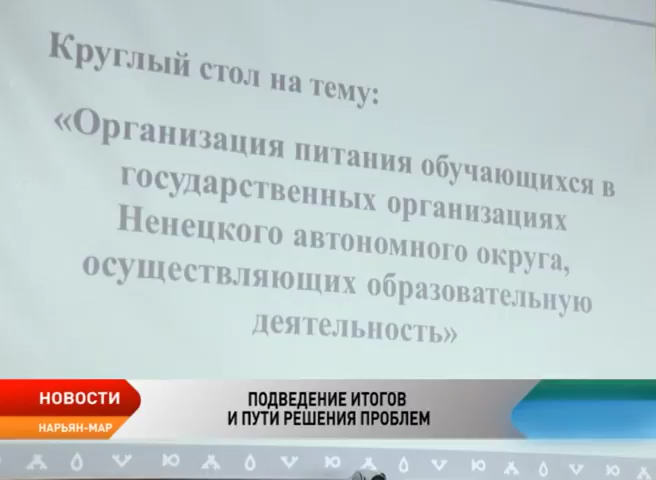 Круглый стол на тему:
«Организация питания обучающихся в
государственных организациях
Ненецкого автономного округа,
осуществляющих образовательную
деятельность»
НОВОСТИ
НАРЬЯН-МАР
ПОДВЕДЕНИЕ ИТОГОВ
И ПУТИ РЕШЕНИЯ ПРОБЛЕМ